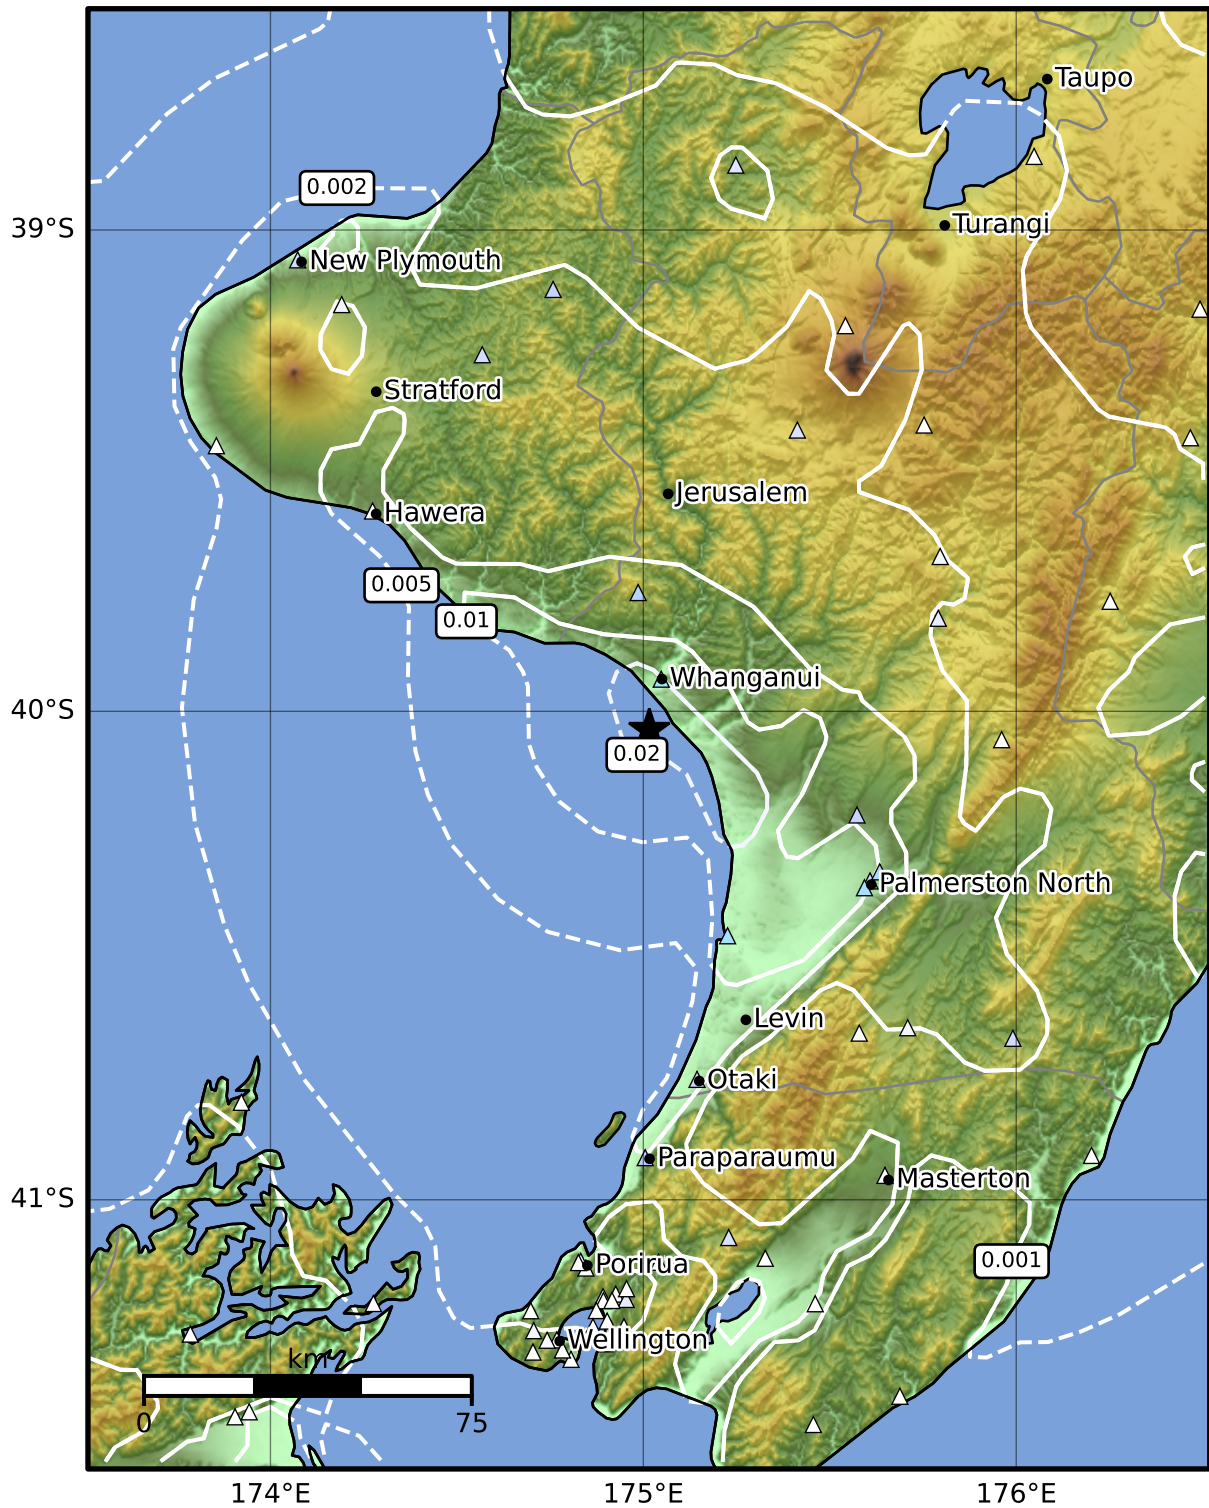 Taupo
0.002
39°S
Turangi
New Plymouth
Stratford
Jerusalem
Hawera
0.005
0.01
Whanganui
40°S
0.02
Palmerston North
Levin
Otaki
Paraparaumu
Masterton
41°S
0.001
Porirua
Wellington
km
0
75
174°E
175°E
176°E